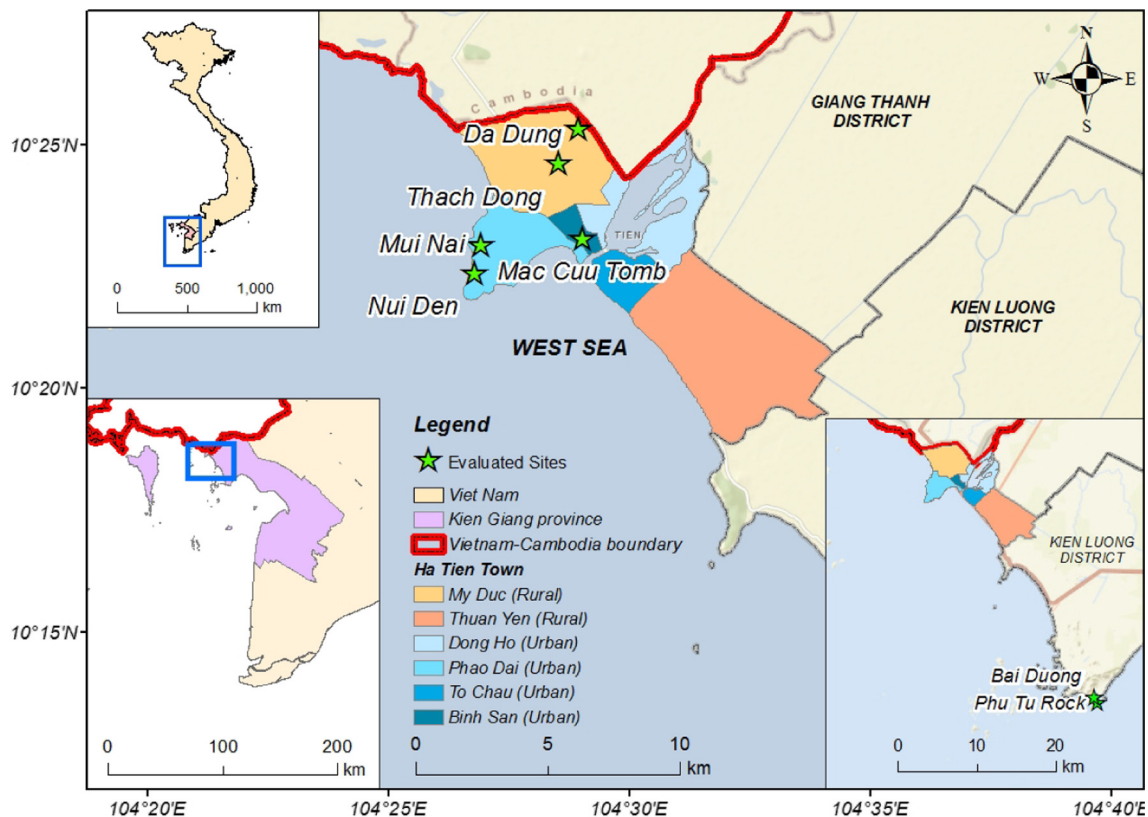 N
W
E
S
Cambodia
GIANG THANH
DISTRICT
10°25'N
Da Dung
Thach Dong
TIEN
Mui Nai
Mac Cuu Tomb
Nui Den
KIEN LUONG
DISTRICT
0 500 1,000
km
WEST SEA
10°20'N
Legend
Evaluated Sites
Viet Nam
Kien Giang province
Vietnam-Cambodia boundary
Ha Tien Town
My Duc (Rural)
Thuan Yen (Rural)
Dong Ho (Urban)
Phao Dai (Urban)
To Chau (Urban)
Binh San (Urban)
0 5 10
km
10°15'N
0 100 200
km
KIEN LUONG
DISTRICT
Bai Duong
Phu Tu Rock
0 10 20
km
104°20'E 104°25'E 104°30'E 104°35'E 104°40'E